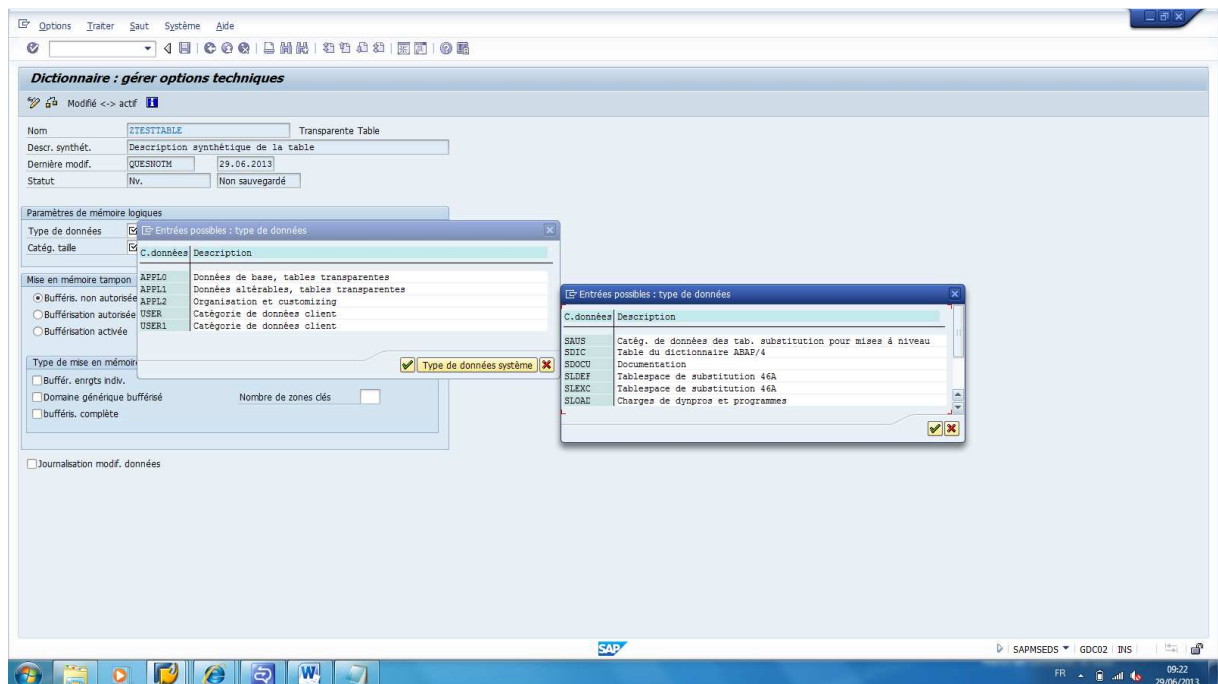 Options Traiter Saut Système Aide
Dictionnaire : gérer options techniques
Modifié <-> actif
Nom ZTESTTABLE Transparente Table
Descr. synthét. Description synthétique de la table
Dernière modif. QUESNOTM 29.06.2013
Statut Nv. Non sauvegardé
Paramètres de mémoire logiques
Type de données
Catég. taille
Mise en mémoire tampon
Bufféris. non autorisée
Bufférisation autorisée
Bufférisation activée
Type de mise en mémoire
Buffér. enrgts indiv.
Domaine générique bufférisé Nombre de zones clés
bufféris. complète
Journalisation modif. données
Entrées possibles : type de données
C.données Description
APPL0 Données de base, tables transparentes
APPL1 Données altérables, tables transparentes
APPL2 Organisation et customizing
USER Catégorie de données client
USER1 Catégorie de données client
Type de données système
Entrées possibles : type de données
C.données Description
SAUS Catég. de données des tab. substitution pour mises à niveau
SDIC Table du dictionnaire ABAP/4
SDOCU Documentation
SLDEF Tablespace de substitution 46A
SLEXC Tablespace de substitution 46A
SLOAD Charges de dynpros et programmes
SAP
SAPMSEDS GDC02 INS
FR 09:22
29/06/2013